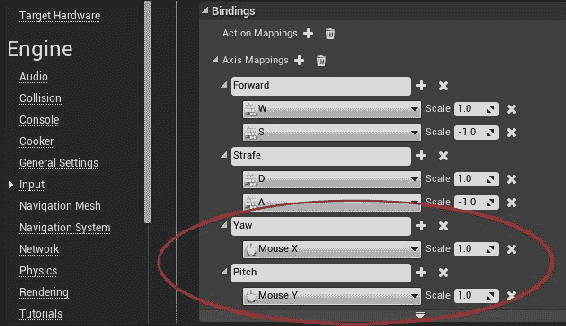 Target Hardware
Engine
Audio
Collision
Console
Cooker
General Settings
Input
Navigation Mesh
Navigation System
Network
Physics
Rendering
Tutorials
Bindings
Action Mappings
Axis Mappings
Forward
W Scale 1.0
S Scale -1.0
Strafe
D Scale 1.0
A Scale -1.0
Yaw
Mouse X Scale 1.0
Pitch
Mouse Y Scale 1.0